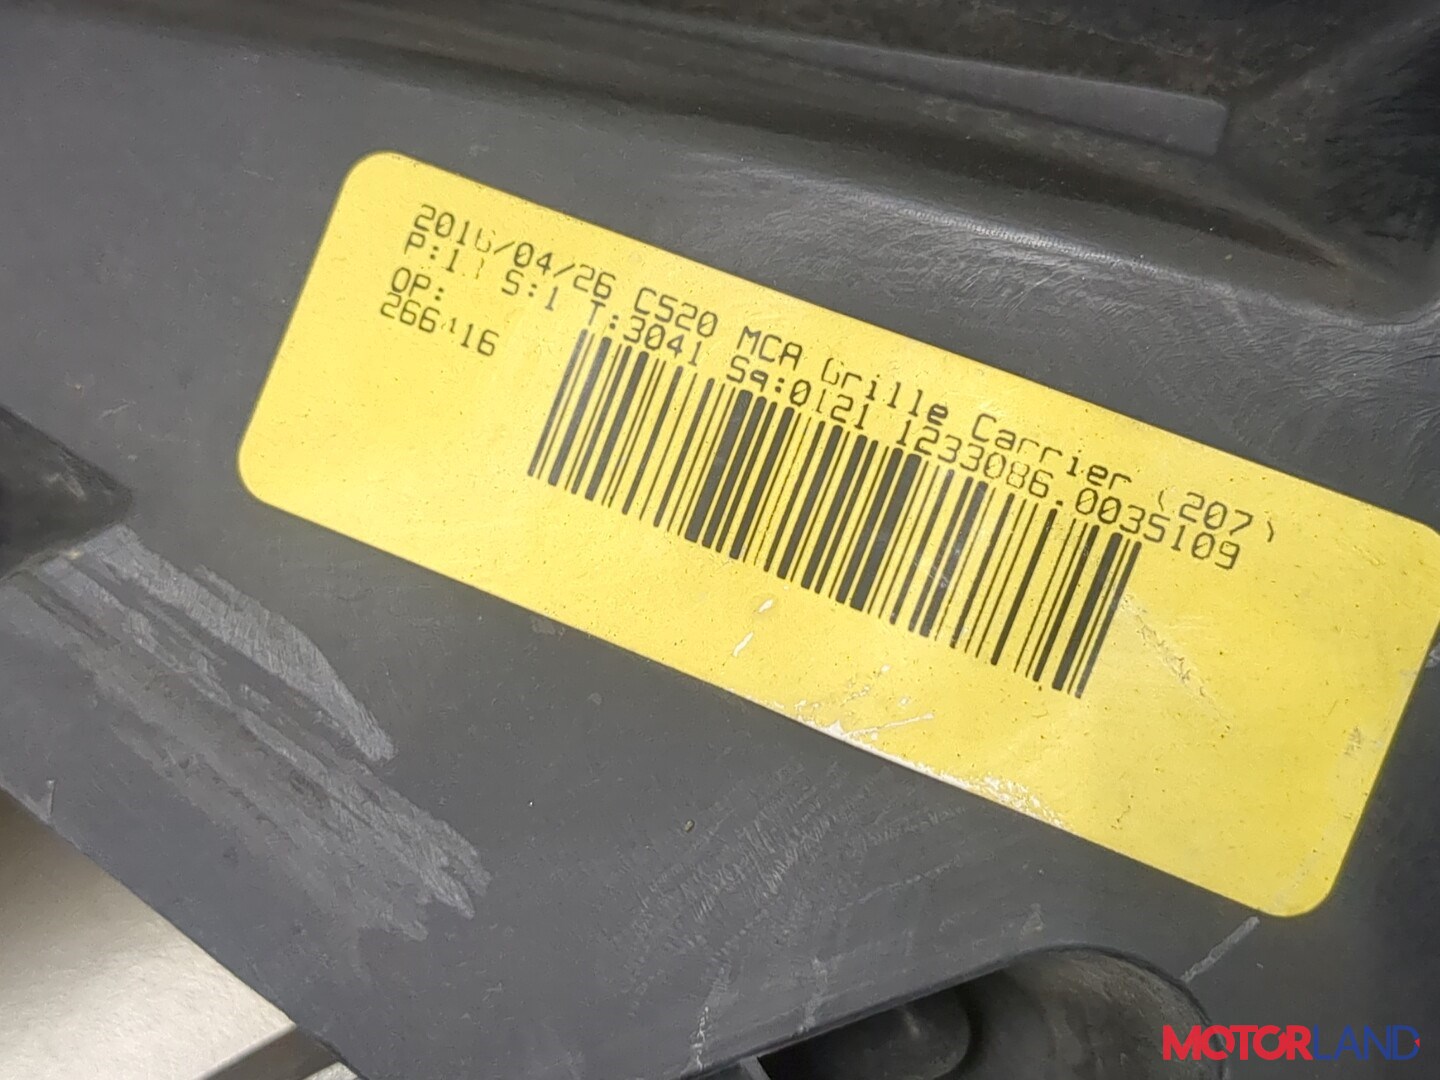 2016/04/26 C520 MCA Grille Carrier (207)
S:1 T:3041 Sq:0121 1233086.0035109
OP:
MOTORLAND